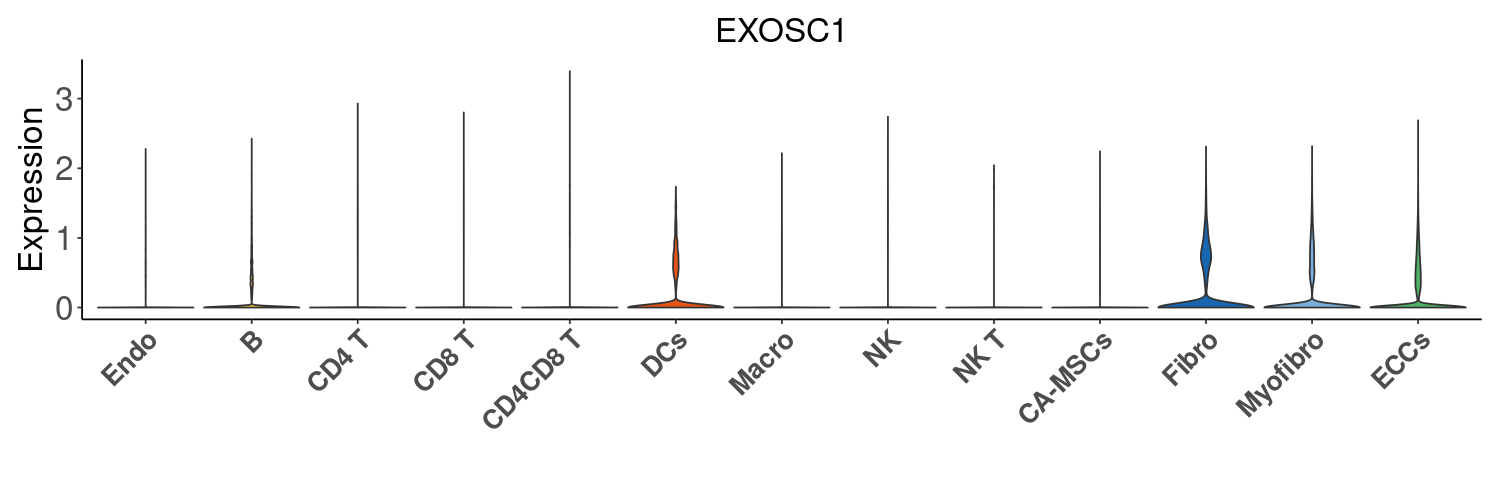 EXOSC1
Expression
3
2
1
0
Endo
B
CD4 T
CD8 T
CD4CD8 T
DCs
Macro
NK
NK T
CA-MSCs
Fibro
Myofibro
ECCs